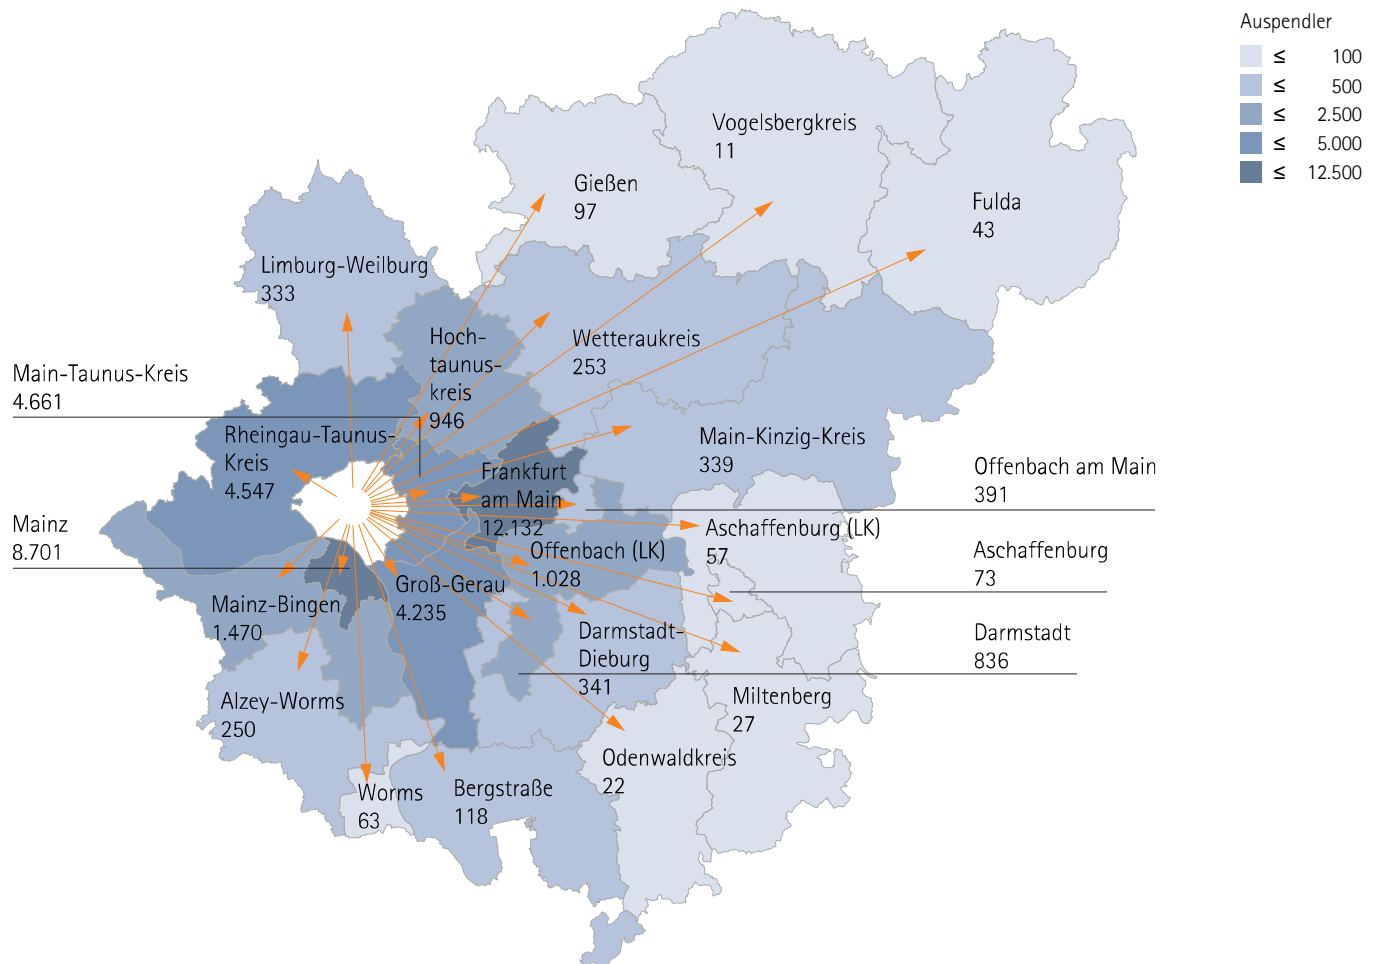 Auspendler
≤ 100
≤ 500
≤ 2.500
≤ 5.000
≤ 12.500
Vogelsbergkreis
11
Gießen
97
Fulda
43
Limburg-Weilburg
333
Hoch-
taunus-
kreis
946
Wetteraukreis
253
Main-Taunus-Kreis
4.661
Rheingau-Taunus-
Kreis
4.547
Main-Kinzig-Kreis
339
Frankfurt
am Main
12.132
Offenbach am Main
391
Mainz
8.701
Aschaffenburg (LK)
57
Offenbach (LK)
1.028
Aschaffenburg
73
Groß-Gerau
4.235
Mainz-Bingen
1.470
Darmstadt-
Dieburg
341
Darmstadt
836
Alzey-Worms
250
Miltenberg
27
Odenwaldkreis
22
Worms
63
Bergstraße
118